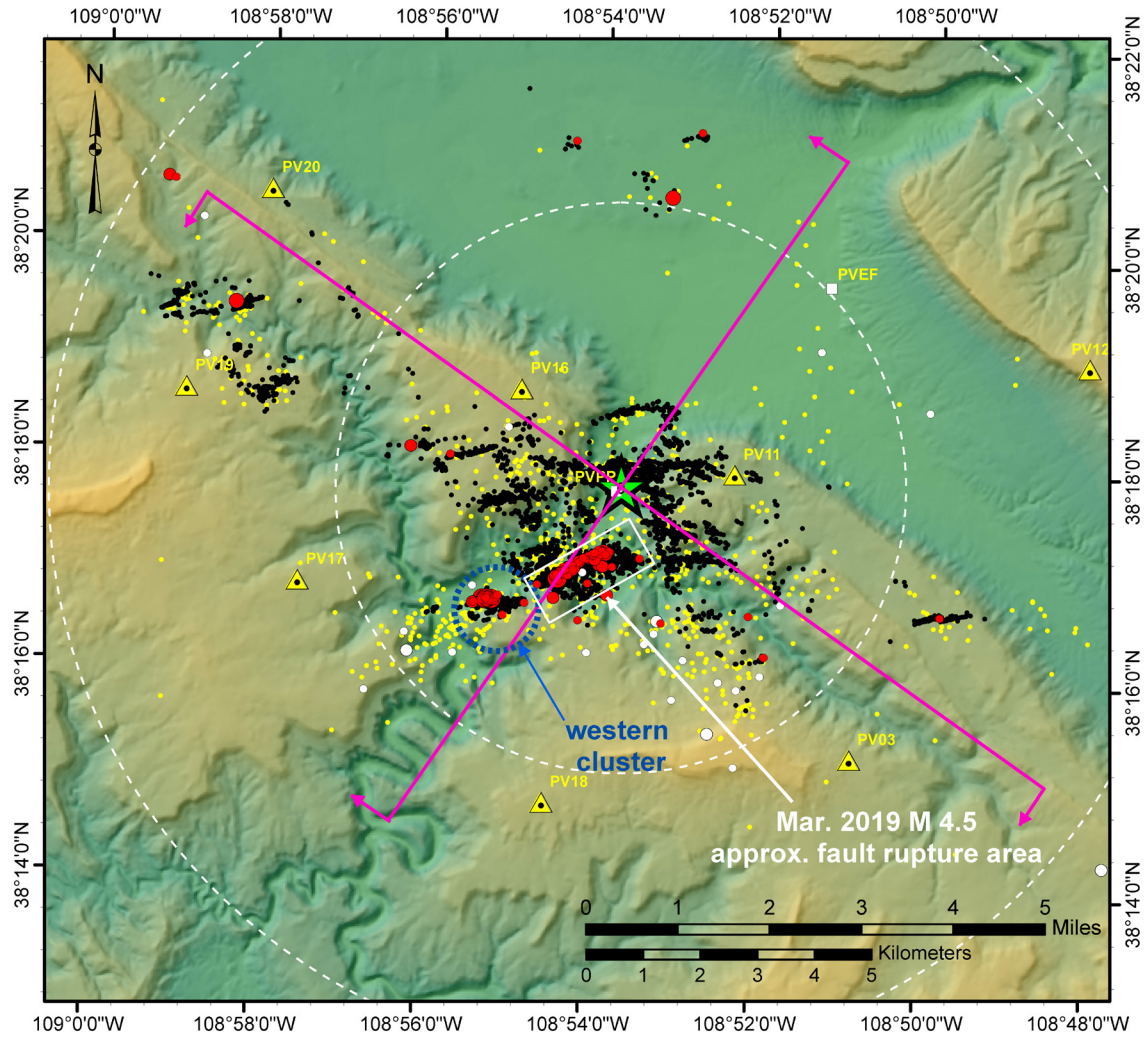 109°0'0"W 108°58'0"W 108°56'0"W 108°54'0"W 108°52'0"W 108°50'0"W
38°22'0"N
N
PV20
38°20'0"N
38°20'0"N
PVEF
PV12
PV19
PV16
38°18'0"N
PV11
38°18'0"N
PVPP
PV17
38°16'0"N
38°16'0"N
western
cluster
PV03
PV18
Mar. 2019 M 4.5
approx. fault rupture area
38°14'0"N
38°14'0"N
0 1 2 3 4 5
Miles
Kilometers
0 1 2 3 4 5
109°0'0"W 108°58'0"W 108°56'0"W 108°54'0"W 108°52'0"W 108°50'0"W 108°48'0"W